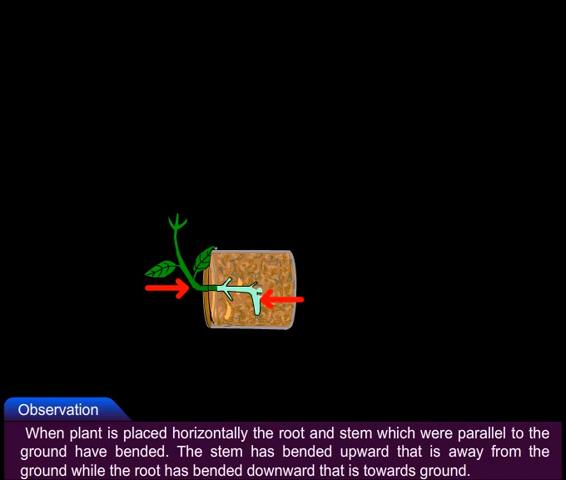 Observation
When plant is placed horizontally the root and stem which were parallel to the
ground have bended. The stem has bended upward that is away from the
ground while the root has bended downward that is towards ground.